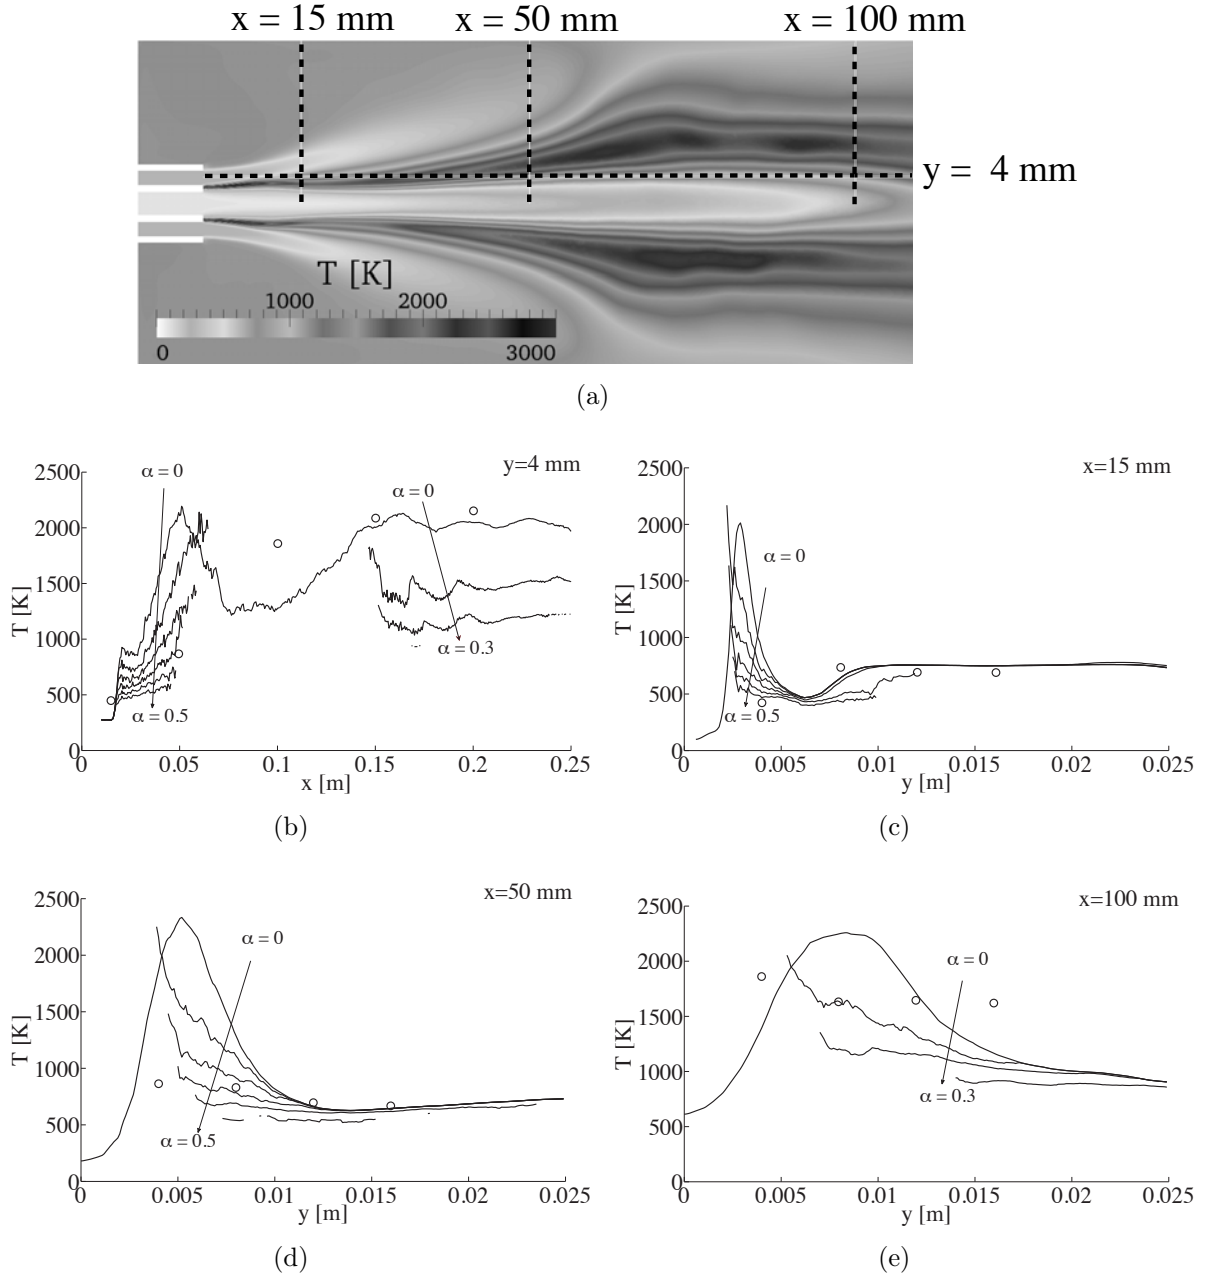 x = 15 mm
x = 50 mm
x = 100 mm
y = 4 mm
T [K]
1000
2000
0
3000
(a)
y=4 mm
2500
2000
1500
1000
500
0
T [K]
α = 0
α = 0.5
α = 0
α = 0.3
0
0.05
0.1
0.15
0.2
0.25
x [m]
(b)
x=15 mm
2500
2000
1500
1000
500
0
T [K]
α = 0
α = 0.5
0
0.005
0.01
0.015
0.02
0.025
y [m]
(c)
x=50 mm
2500
2000
1500
1000
500
0
T [K]
α = 0
α = 0.5
0
0.005
0.01
0.015
0.02
0.025
y [m]
(d)
x=100 mm
2500
2000
1500
1000
500
0
T [K]
α = 0
α = 0.3
0
0.005
0.01
0.015
0.02
0.025
y [m]
(e)